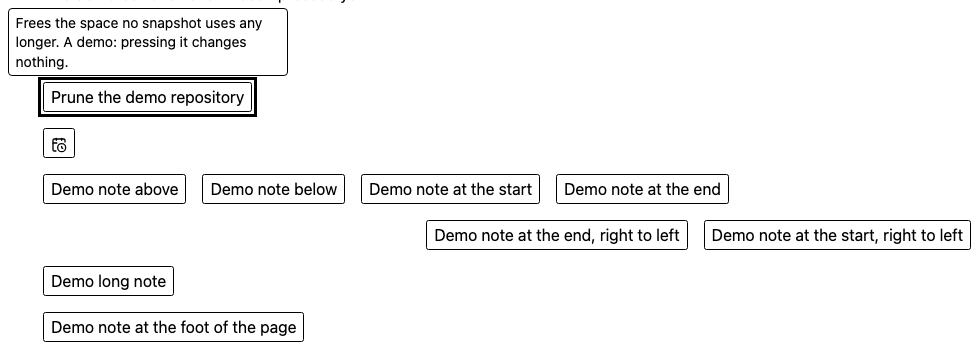 Frees the space no snapshot uses any
longer. A demo: pressing it changes
nothing.
Prune the demo repository
Demo note above
Demo note below
Demo note at the start
Demo note at the end
Demo note at the end, right to left
Demo note at the start, right to left
Demo long note
Demo note at the foot of the page